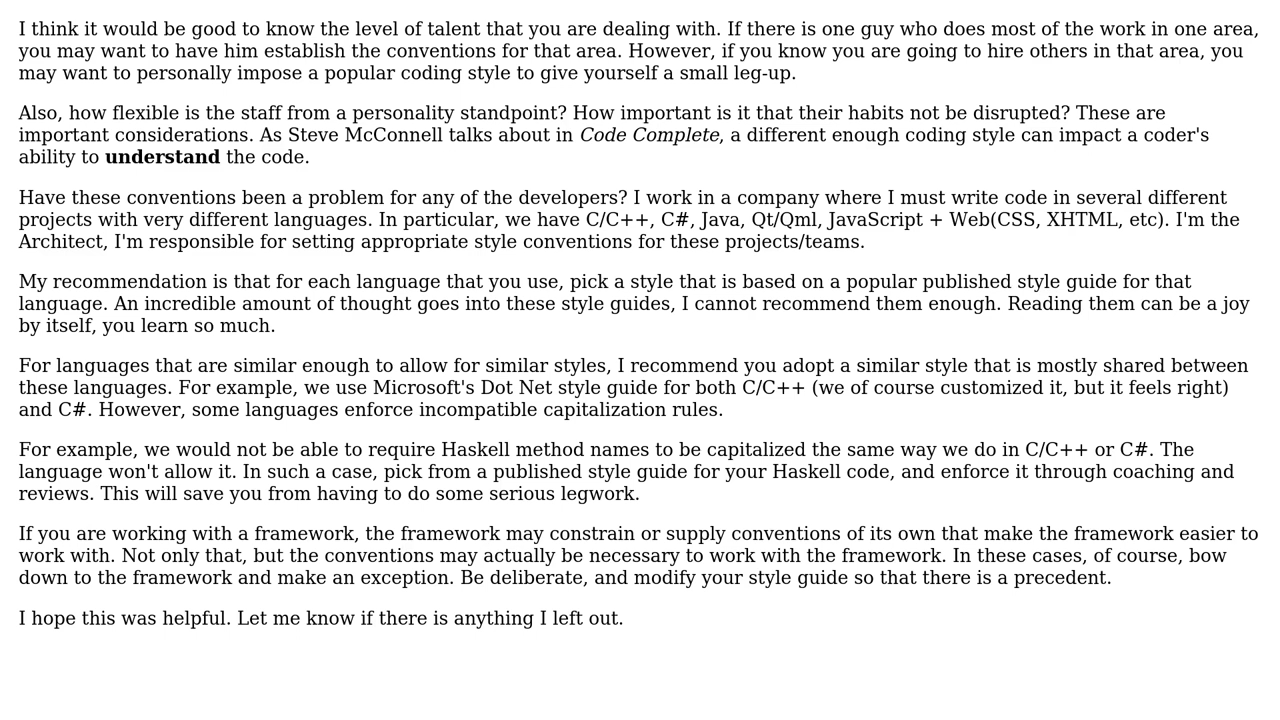 I think it would be good to know the level of talent that you are dealing with. If there is one guy who does most of the work in one area,
you may want to have him establish the conventions for that area. However, if you know you are going to hire others in that area, you
may want to personally impose a popular coding style to give yourself a small leg-up.
Also, how flexible is the staff from a personality standpoint? How important is it that their habits not be disrupted? These are
important considerations. As Steve McConnell talks about in Code Complete, a different enough coding style can impact a coder's
ability to understand the code.
Have these conventions been a problem for any of the developers? I work in a company where I must write code in several different
projects with very different languages. In particular, we have C/C++, C#, Java, Qt/Qml, JavaScript + Web(CSS, XHTML, etc). I'm the
Architect, I'm responsible for setting appropriate style conventions for these projects/teams.
My recommendation is that for each language that you use, pick a style that is based on a popular published style guide for that
language. An incredible amount of thought goes into these style guides, I cannot recommend them enough. Reading them can be a joy
by itself, you learn so much.
For languages that are similar enough to allow for similar styles, I recommend you adopt a similar style that is mostly shared between
these languages. For example, we use Microsoft's Dot Net style guide for both C/C++ (we of course customized it, but it feels right)
and C#. However, some languages enforce incompatible capitalization rules.
For example, we would not be able to require Haskell method names to be capitalized the same way we do in C/C++ or C#. The
language won't allow it. In such a case, pick from a published style guide for your Haskell code, and enforce it through coaching and
reviews. This will save you from having to do some serious legwork.
If you are working with a framework, the framework may constrain or supply conventions of its own that make the framework easier to
work with. Not only that, but the conventions may actually be necessary to work with the framework. In these cases, of course, bow
down to the framework and make an exception. Be deliberate, and modify your style guide so that there is a precedent.
I hope this was helpful. Let me know if there is anything I left out.